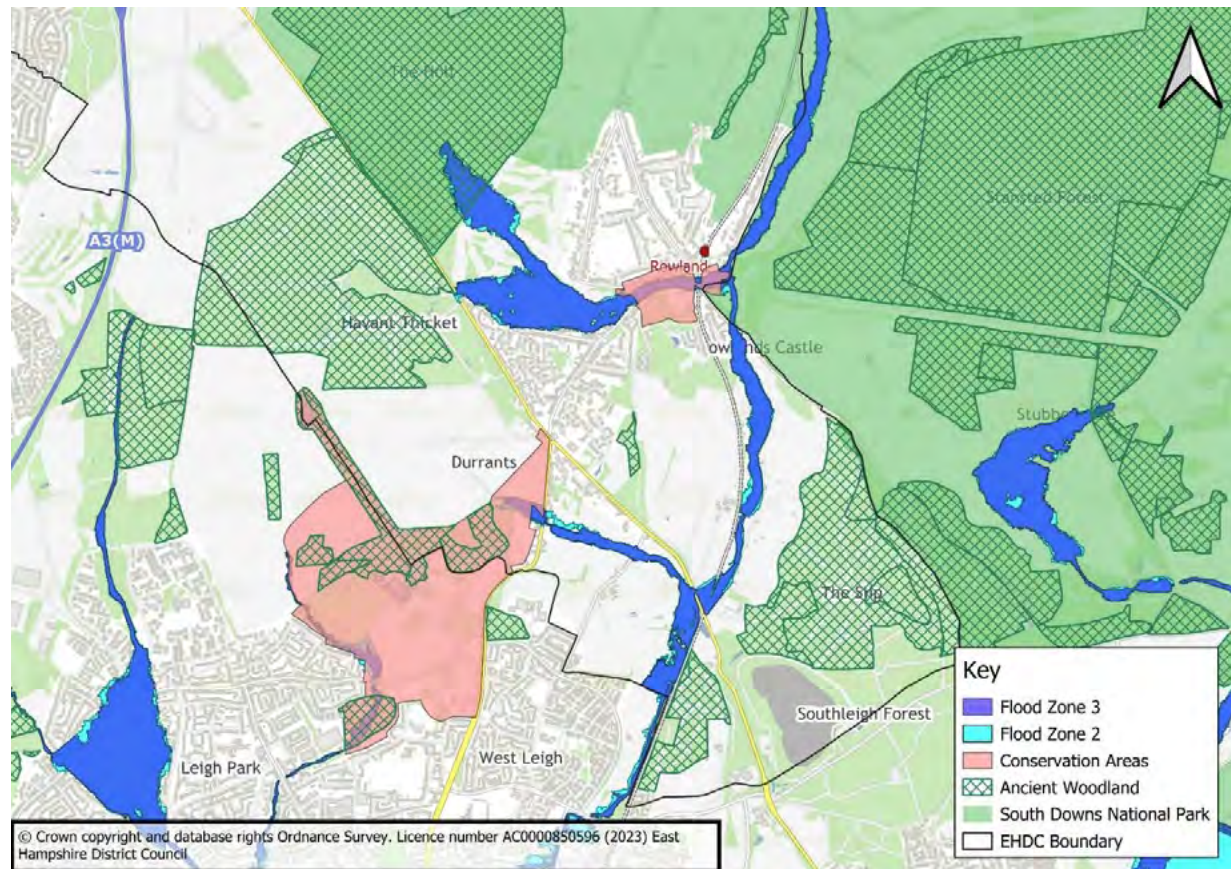 The Holt
A3(M)
Stansted Forest
Rowland
Havant Thicket
owlands Castle
Durrants
The Slip
Key
Flood Zone 3
Flood Zone 2
Conservation Areas
Ancient Woodland
South Downs National Park
EHDC Boundary
Southleigh Forest
West Leigh
Leigh Park
© Crown copyright and database rights Ordnance Survey. Licence number AC0000850596 (2023) East
Hampshire District Council